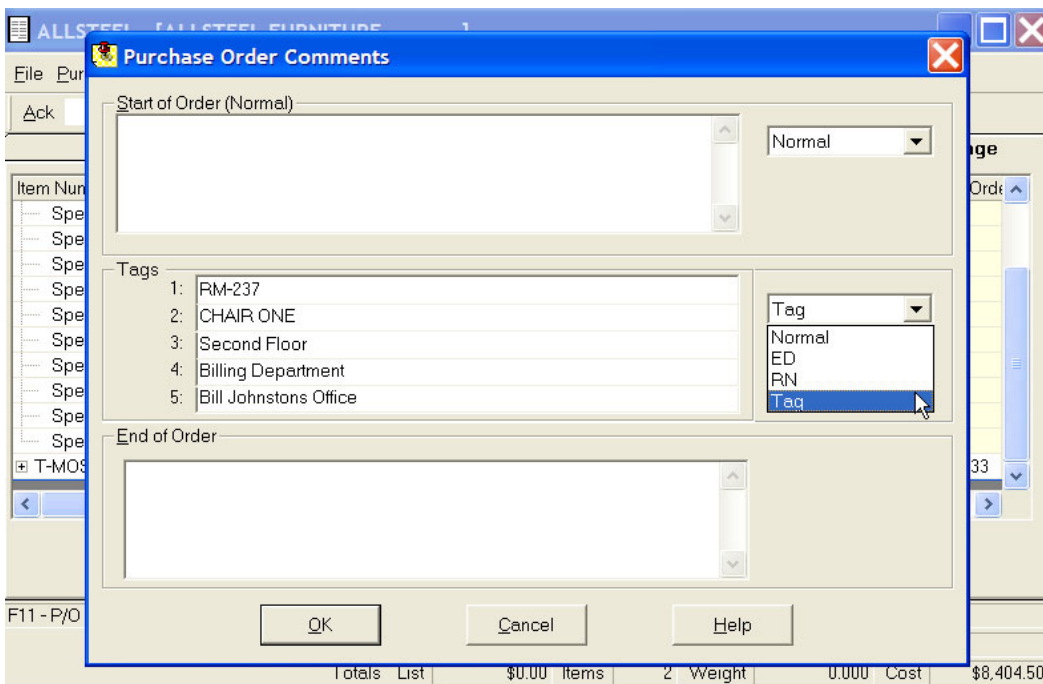 ALLSTEEL - [ALLSTEEL FURNITURE ]
Purchase Order Comments
File Pur
Ack
Start of Order (Normal)
Normal
ge
Item Num
Orde
Spe
Spe
Spe
Spe
Spe
Spe
Spe
Spe
Spe
Spe
Tags
1: RM-237
2: CHAIR ONE
3: Second Floor
4: Billing Department
5: Bill Johnstons Office
Tag
Normal
ED
RN
Tag
End of Order
T-MOS
33
F11 - P/O
OK Cancel Help
Totals List $0.00 Items 2 Weight 0.000 Cost $8,404.50